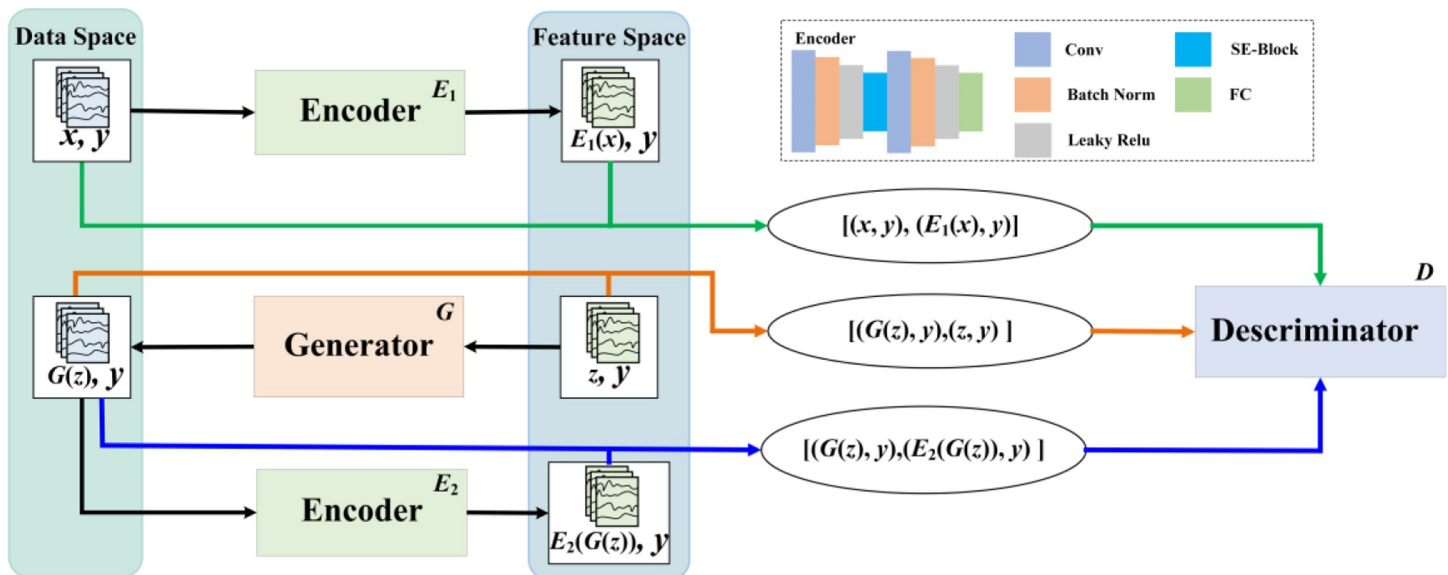 Data Space
Feature Space
x, y
Encoder
E₁
E₁(x), y
Encoder
Conv
SE-Block
Batch Norm
FC
Leaky Relu
[(x, y), (E₁(x), y)]
G(z), y
Generator
G
z, y
[(G(z), y),(z, y) ]
D
Descriminator
[(G(z), y),(E₂(G(z)), y) ]
Encoder
E₂
E₂(G(z)), y